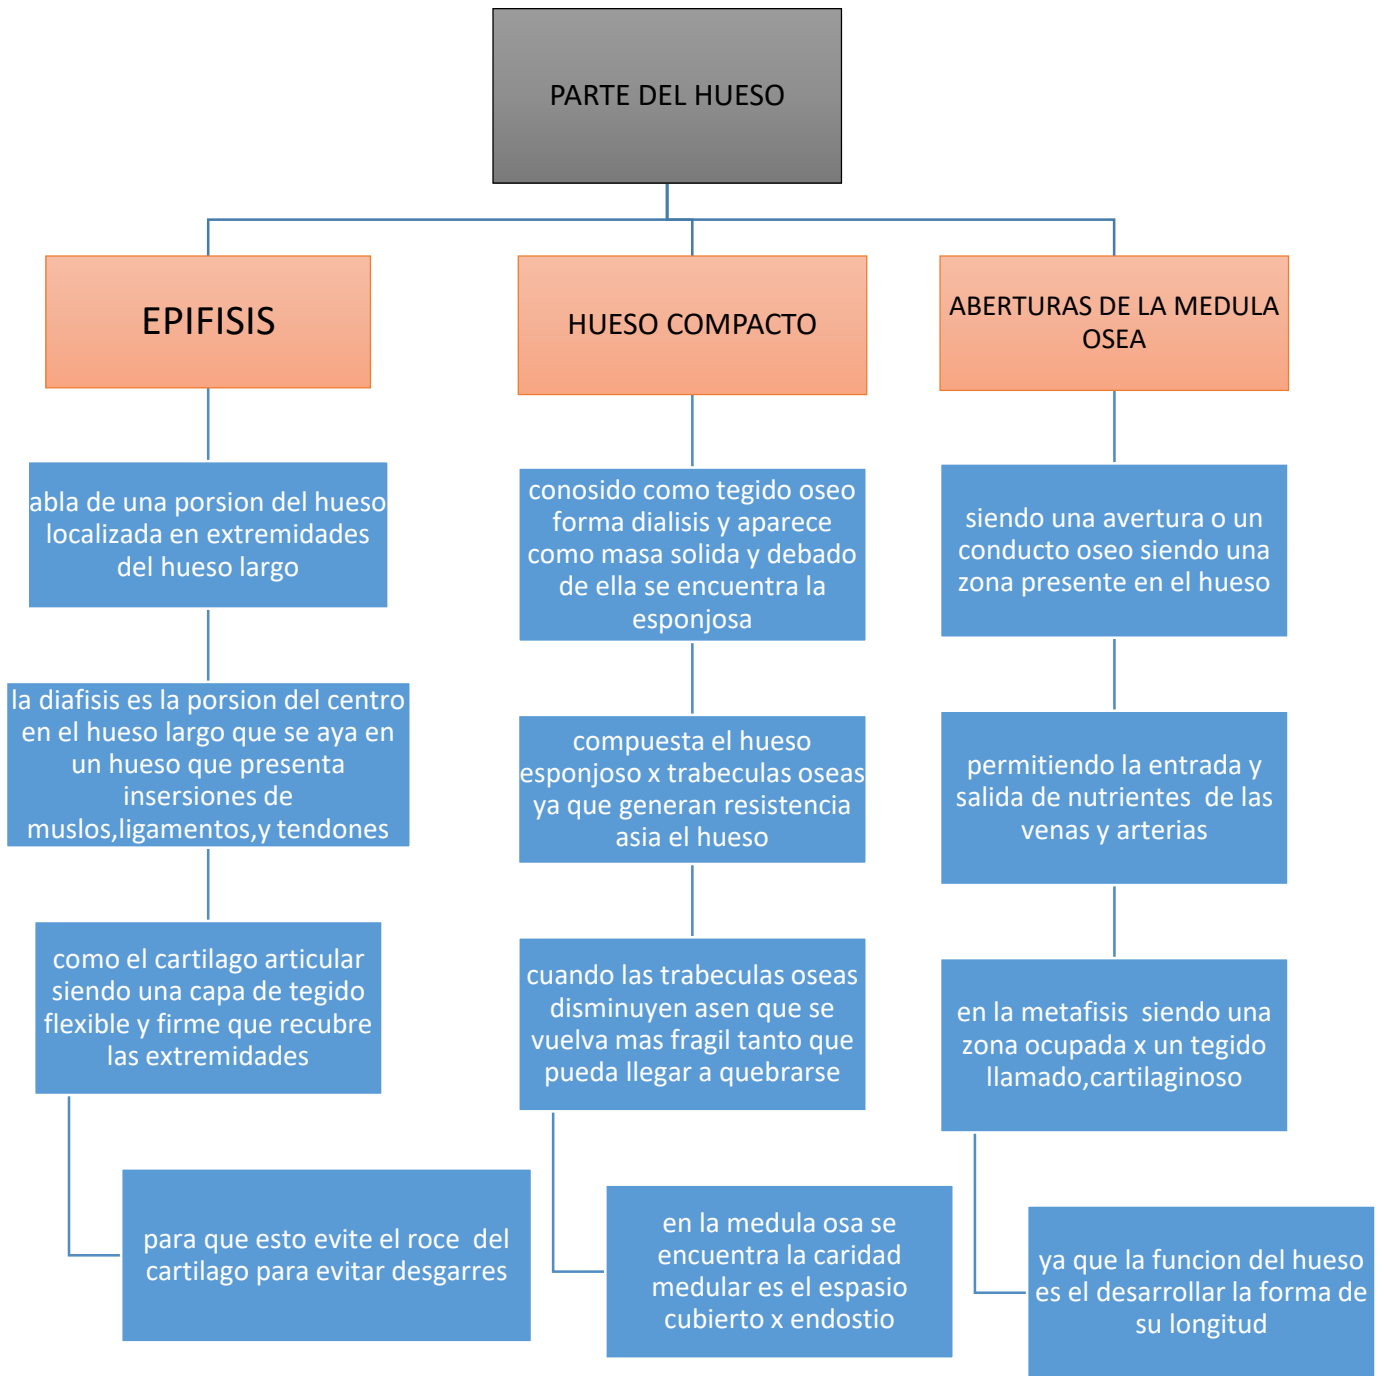 PARTE DEL HUESO
EPIFISIS
abla de una porsion del hueso
localizada en extremidades
del hueso largo
la diafisis es la porsion del centro
en el hueso largo que se aya en
un hueso que presenta
insersiones de
muslos,ligamentos,y tendones
como el cartilago articular
siendo una capa de tegido
flexible y firme que recubre
las extremidades
para que esto evite el roce del
cartilago para evitar desgarres
HUESO COMPACTO
conosido como tegido oseo
forma dialisis y aparece
como masa solida y debado
de ella se encuentra la
esponjosa
compuesta el hueso
esponjoso x trabeculas oseas
ya que generan resistencia
asia el hueso
cuando las trabeculas oseas
disminuyen asen que se
vuelva mas fragil tanto que
pueda llegar a quebrarse
en la medula osa se
encuentra la caridad
medular es el espasio
cubierto x endostio
ABERTURAS DE LA MEDULA
OSEA
siendo una avertura o un
conducto oseo siendo una
zona presente en el hueso
permitiendo la entrada y
salida de nutrientes de las
venas y arterias
en la metafisis siendo una
zona ocupada x un tegido
llamado,cartilaginoso
ya que la funcion del hueso
es el desarrollar la forma de
su longitud